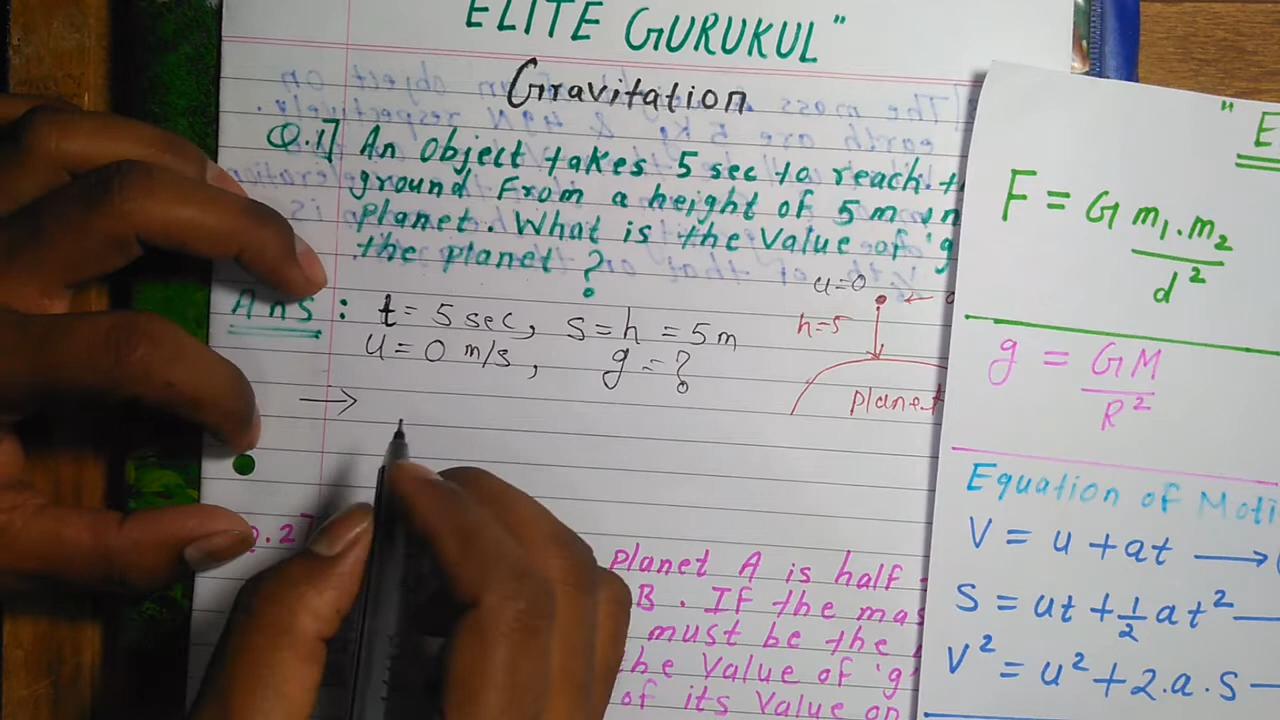 ELITE GURUKUL"
Gravitation
Q.1] An Object takes 5 sec to reach t
ground From a height of 5 m on
planet. What is the Value of 'g
the planet ?
Ans : t = 5 sec, s = h = 5 m
u = 0 m/s, g = ?
→
u=0
h=5
planet
.2]
planet A is half
B. If the mas
must be the
the Value of 'g'
of its Value on
" E
F = G m₁.m₂
d²
g = GM
R²
Equation of Moti
V = u + at →
S = ut + 1/2 at² —
V² = u² + 2.a.S —